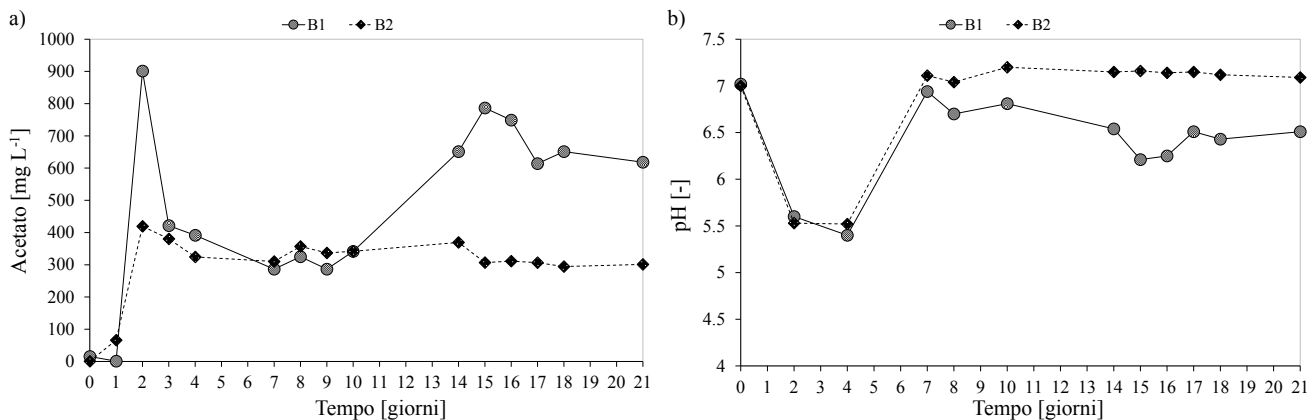 a)
B1 B2
1000
900
800
700
600
500
400
300
200
100
0
Acetato [mg L-1]
0 1 2 3 4 5 6 7 8 9 10 11 12 13 14 15 16 17 18 19 20 21
Tempo [giorni]
b)
B1 B2
7.5
7
6.5
6
5.5
5
4.5
4
pH [-]
0 1 2 3 4 5 6 7 8 9 10 11 12 13 14 15 16 17 18 19 20 21
Tempo [giorni]